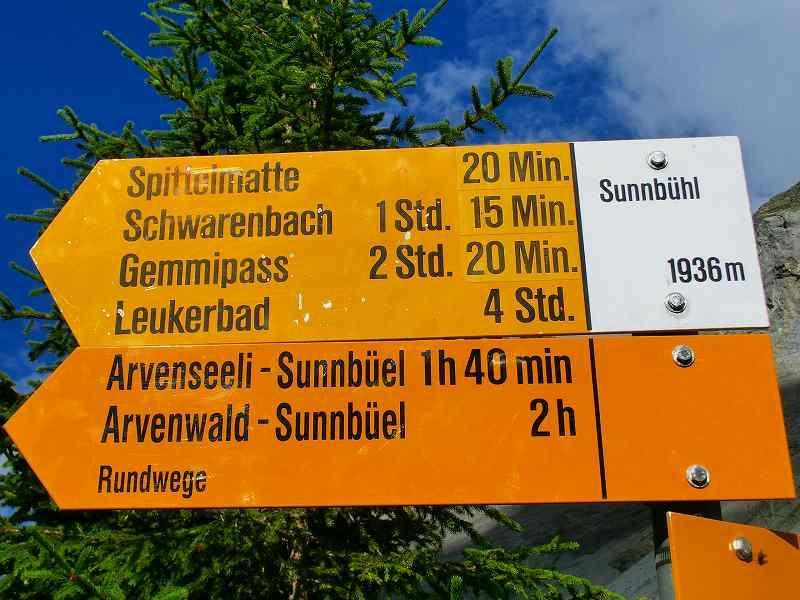 Spittelmatte 20 Min.
Schwarenbach 1 Std. 15 Min.
Gemmipass 2 Std. 20 Min.
Leukerbad 4 Std.
Sunnbühl
1936 m
Arvenseeli - Sunnbüel 1h 40 min
Arvenwald - Sunnbüel 2 h
Rundwege